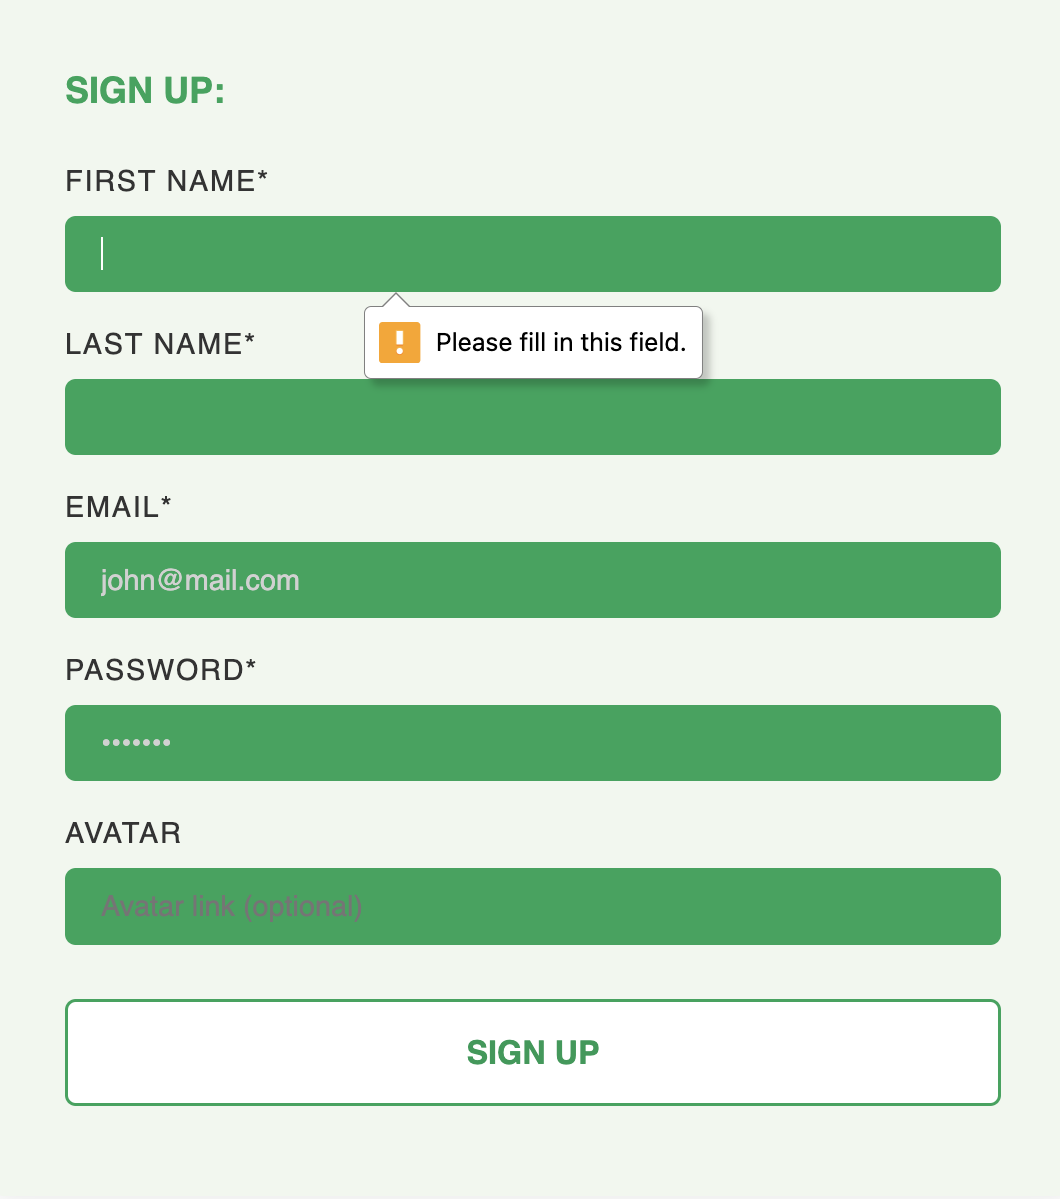 SIGN UP:
FIRST NAME*
Please fill in this field.
LAST NAME*
EMAIL*
john@mail.com
PASSWORD*
•••••••
AVATAR
Avatar link (optional)
SIGN UP